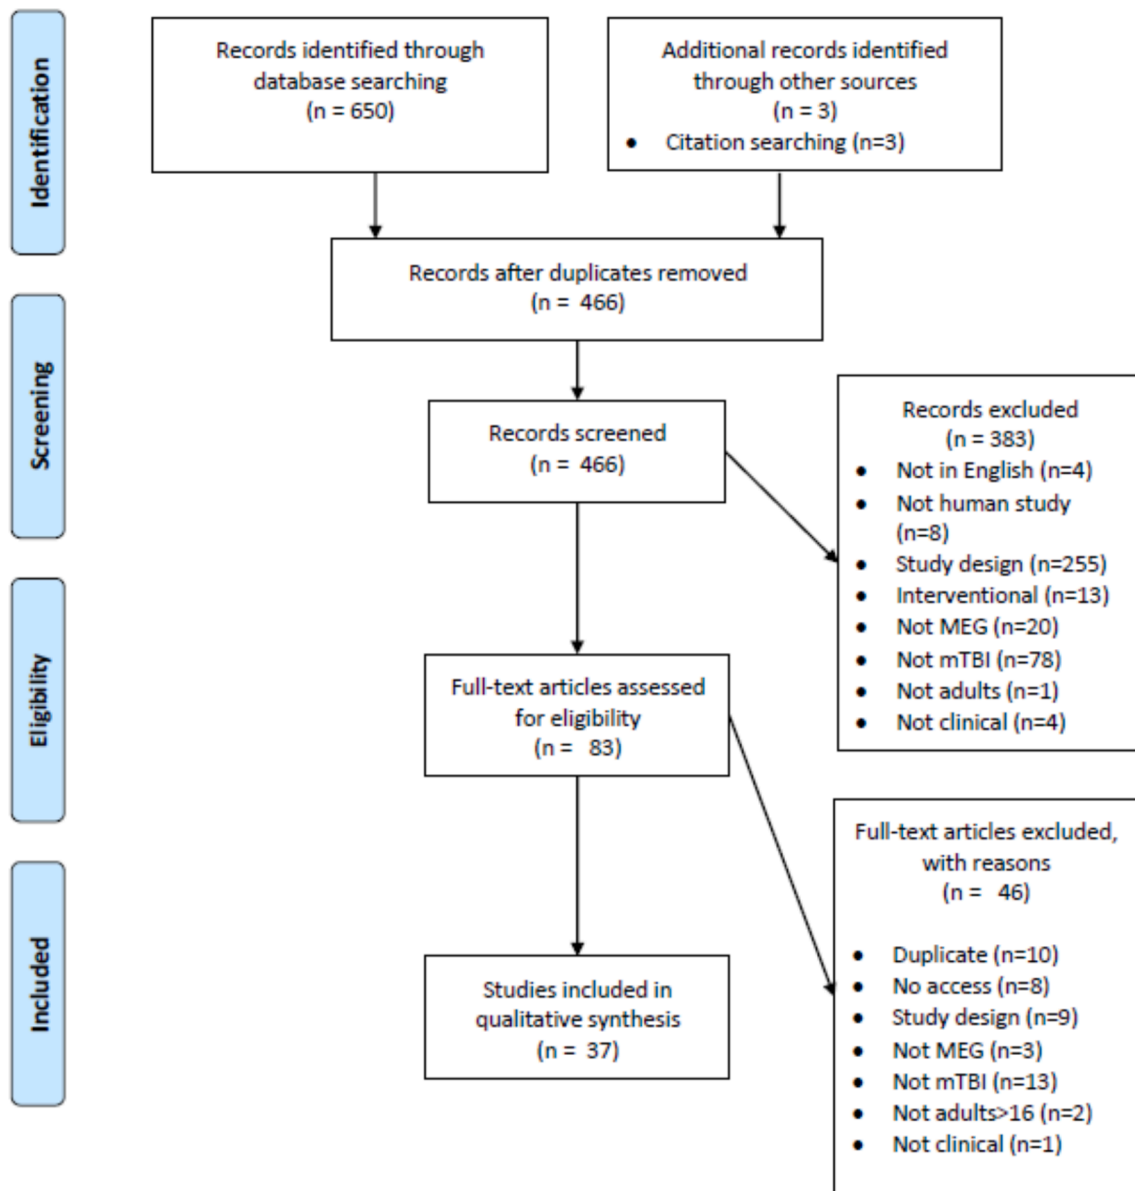 Identification
Records identified through
database searching
(n = 650)
Additional records identified
through other sources
(n = 3)
• Citation searching (n=3)
Records after duplicates removed
(n = 466)
Screening
Records screened
(n = 466)
Records excluded
(n = 383)
• Not in English (n=4)
• Not human study
(n=8)
• Study design (n=255)
• Interventional (n=13)
• Not MEG (n=20)
• Not mTBI (n=78)
• Not adults (n=1)
• Not clinical (n=4)
Eligibility
Full-text articles assessed
for eligibility
(n = 83)
Full-text articles excluded,
with reasons
(n = 46)
• Duplicate (n=10)
• No access (n=8)
• Study design (n=9)
• Not MEG (n=3)
• Not mTBI (n=13)
• Not adults>16 (n=2)
• Not clinical (n=1)
Included
Studies included in
qualitative synthesis
(n = 37)